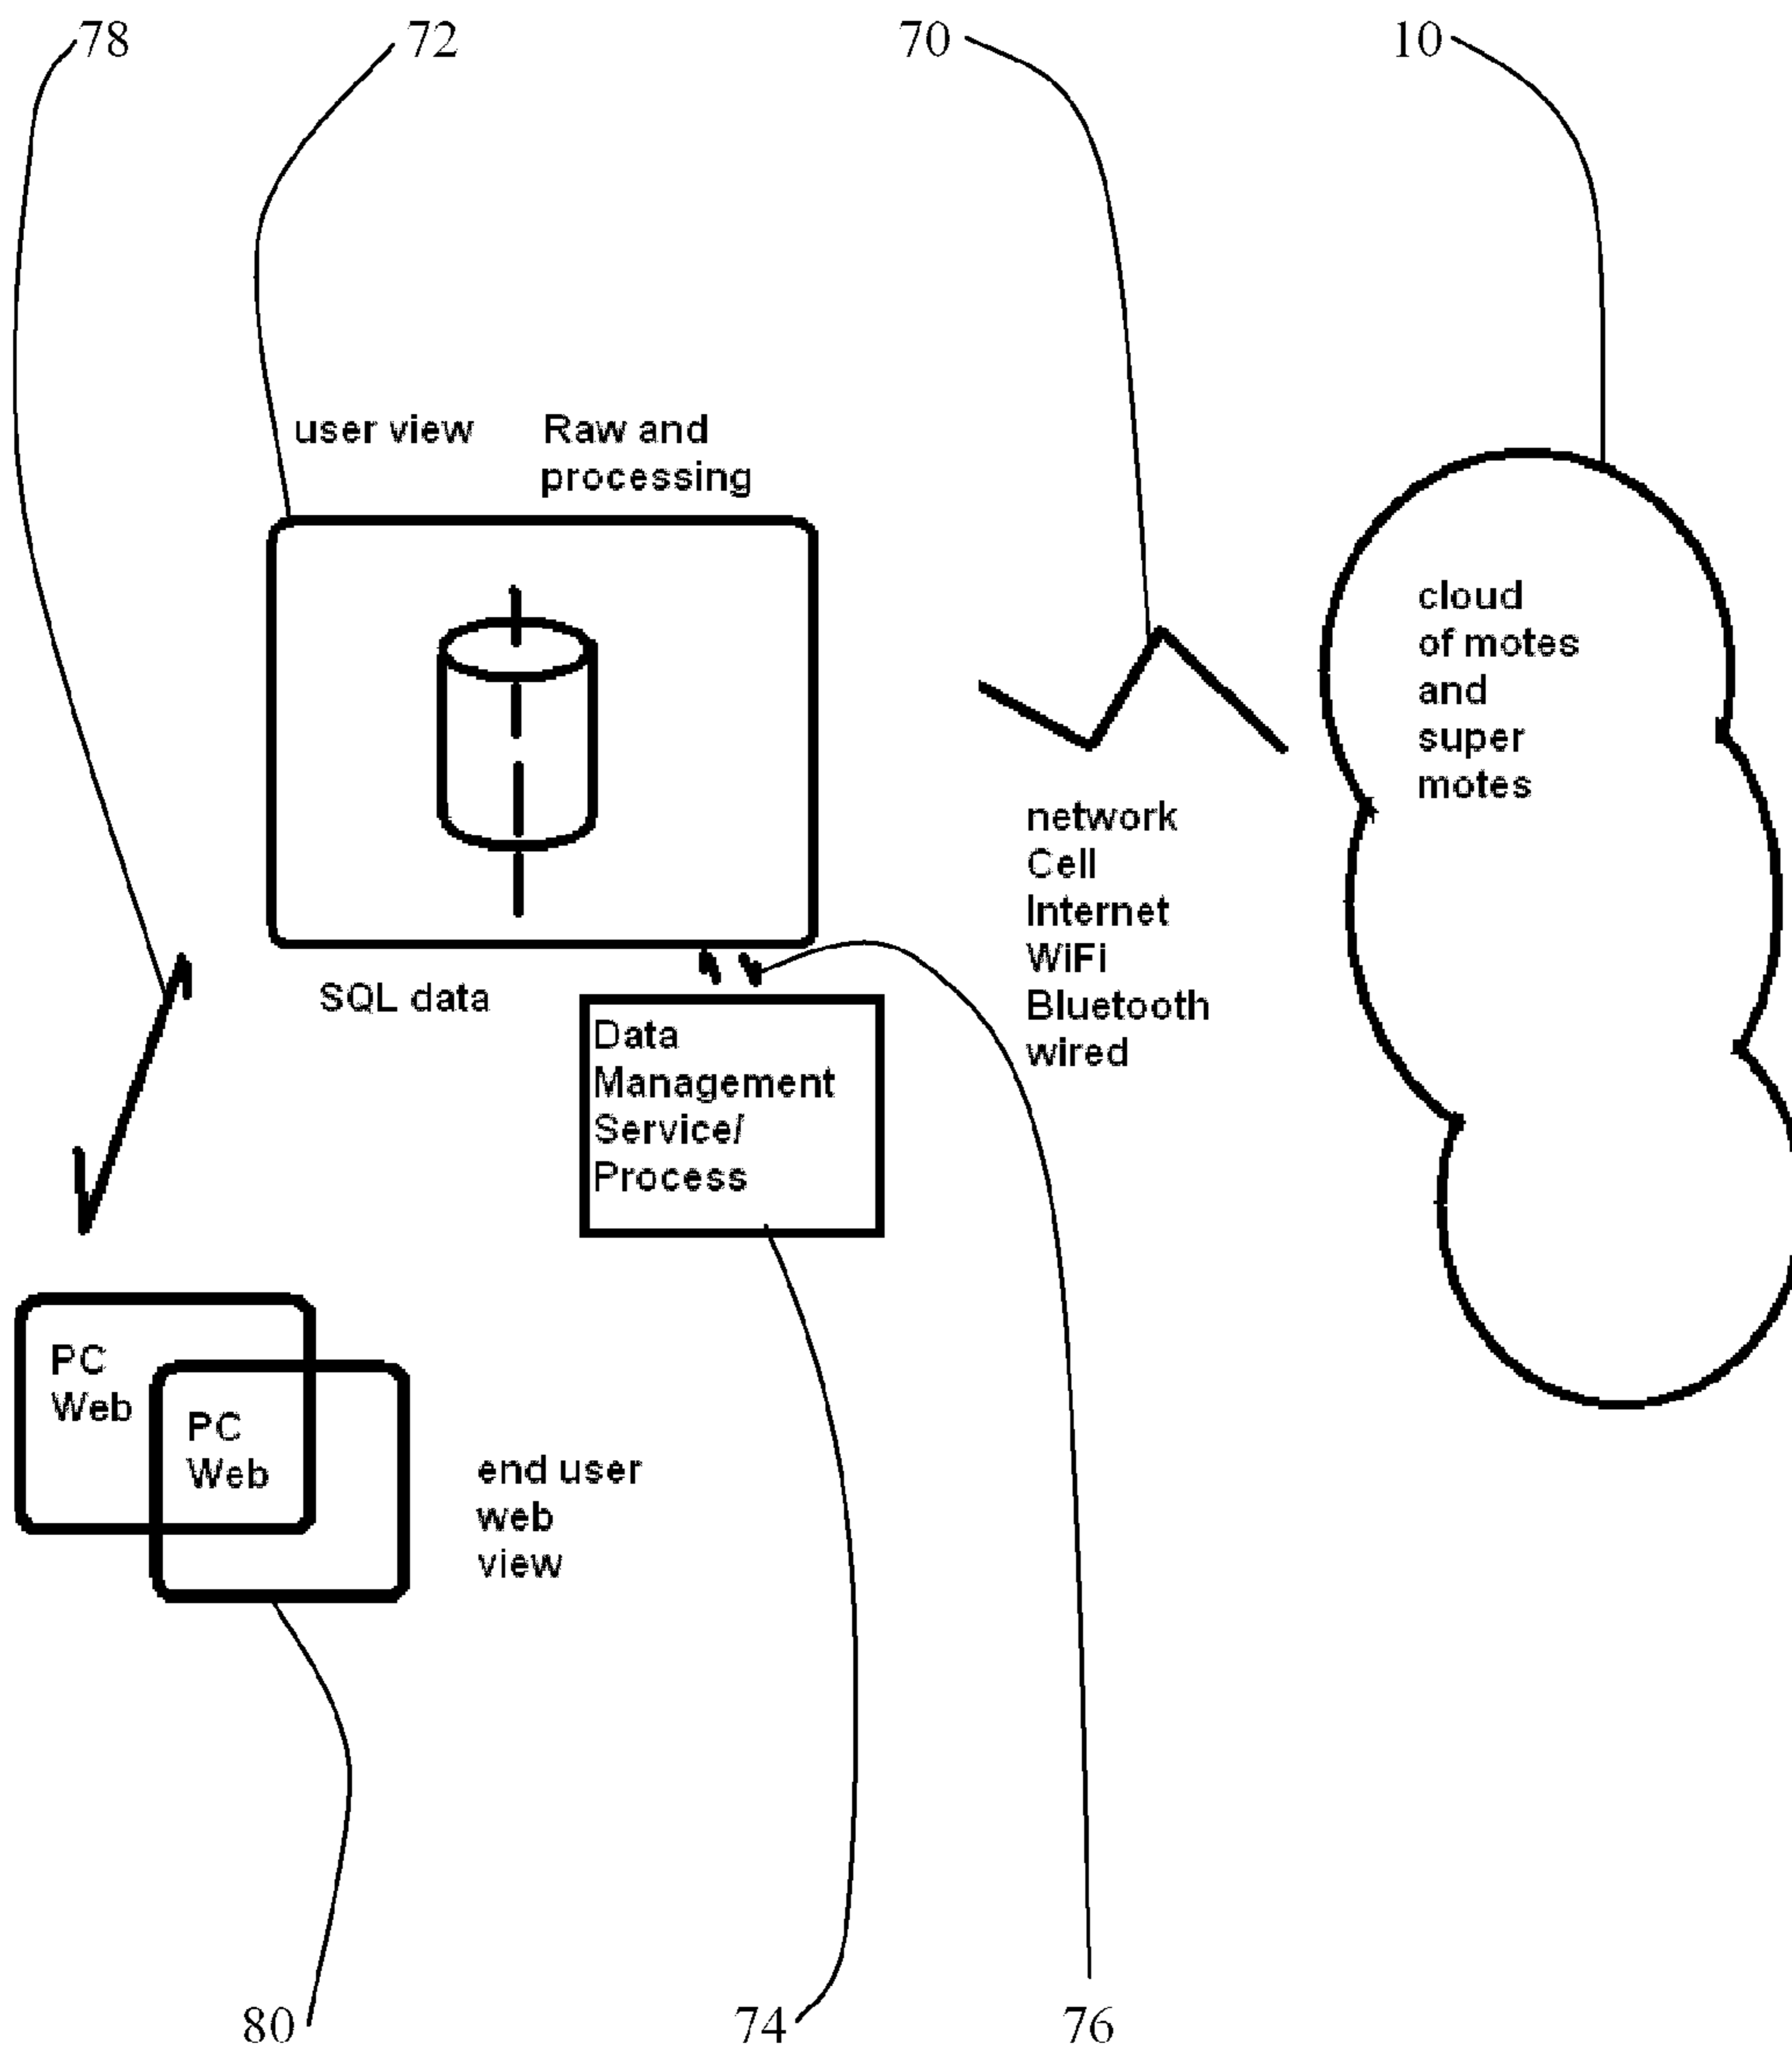 78
72
70
10
user view
Raw and
processing
cloud
of motes
and
super
motes
network
Cell
Internet
WiFi
Bluetooth
wired
SQL data
Data
Management
Service/
Process
PC
Web
PC
Web
end user
web
view
80
74
76